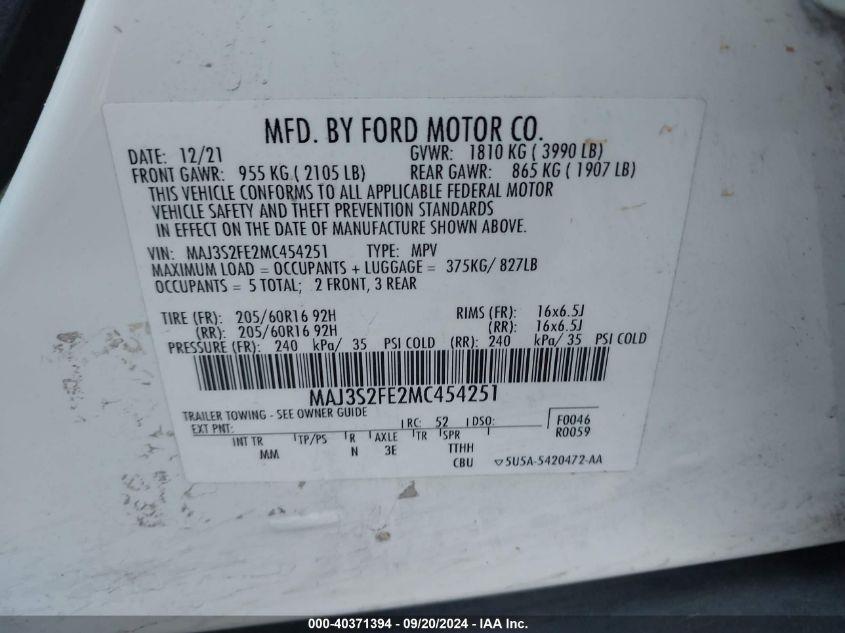 MFD. BY FORD MOTOR CO.
DATE: 12/21 GVWR: 1810 KG ( 3990 LB)
FRONT GAWR: 955 KG ( 2105 LB) REAR GAWR: 865 KG ( 1907 LB)
THIS VEHICLE CONFORMS TO ALL APPLICABLE FEDERAL MOTOR
VEHICLE SAFETY AND THEFT PREVENTION STANDARDS
IN EFFECT ON THE DATE OF MANUFACTURE SHOWN ABOVE.
VIN: MAJ3S2FE2MC454251 TYPE: MPV
MAXIMUM LOAD = OCCUPANTS + LUGGAGE = 375KG/ 827LB
OCCUPANTS = 5 TOTAL; 2 FRONT, 3 REAR
TIRE (FR): 205/60R16 92H RIMS (FR): 16x6.5J
(RR): 205/60R16 92H (RR): 16x6.5J
PRESSURE (FR): 240 kPa/ 35 PSI COLD (RR): 240 kPa/ 35 PSI COLD
MAJ3S2FE2MC454251
TRAILER TOWING - SEE OWNER GUIDE
EXT PNT: RC: 52 DSO: F0046
R0059
INT TR TP/PS R AXLE TR SPR
MM N 3E TTHH
CBU 5U5A-5420472-AA
000-40371394 - 09/20/2024 - IAA Inc.